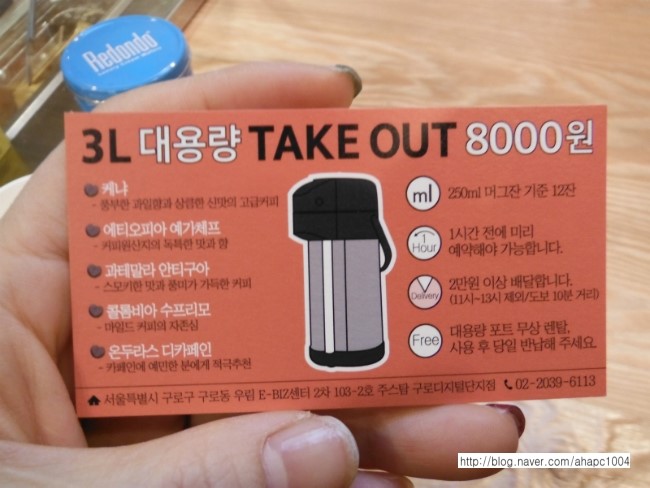 Redondo
3L 대용량 TAKE OUT 8000원
케냐
- 풍부한 과일향과 상큼한 신맛의 고급커피
에티오피아 예가체프
- 커피원산지의 독특한 맛과 향
과테말라 안티구아
- 스모키한 맛과 풍미가 가득한 커피
콜롬비아 수프리모
- 마일드 커피의 자존심
온두라스 디카페인
- 카페인에 예민한 분에게 적극추천
ml 250ml 머그잔 기준 12잔
1 Hour 1시간 전에 미리
예약해야 가능합니다.
Delivery 2만원 이상 배달합니다.
(11시~13시 제외/도보 10분 거리)
Free 대용량 포트 무상 렌탈,
사용 후 당일 반납해 주세요.
서울특별시 구로구 구로동 우림 E-BIZ센터 2차 103-2호 주스탐 구로디지털단지점 02-2039-6113
http://blog.naver.com/ahapc1004